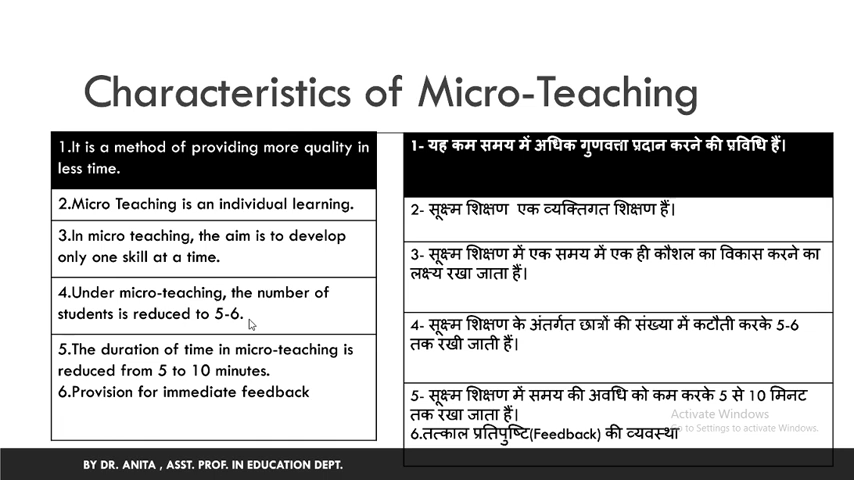 Characteristics of Micro-Teaching
1.It is a method of providing more quality in
less time.
2.Micro Teaching is an individual learning.
3.In micro teaching, the aim is to develop
only one skill at a time.
4.Under micro-teaching, the number of
students is reduced to 5-6.
5.The duration of time in micro-teaching is
reduced from 5 to 10 minutes.
6.Provision for immediate feedback
1- यह कम समय में अधिक गुणवत्ता प्रदान करने की प्रविधि हैं।
2- सूक्ष्म शिक्षण एक व्यक्तिगत शिक्षण हैं।
3- सूक्ष्म शिक्षण में एक समय में एक ही कौशल का विकास करने का
लक्ष्य रखा जाता हैं।
4- सूक्ष्म शिक्षण के अंतर्गत छात्रों की संख्या में कटौती करके 5-6
तक रखी जाती हैं।
5- सूक्ष्म शिक्षण में समय की अवधि को कम करके 5 से 10 मिनट
तक रखा जाता हैं।
6.तत्काल प्रतिपुष्टि(Feedback) की व्यवस्था
Activate Windows
Go to Settings to activate Windows.
BY DR. ANITA , ASST. PROF. IN EDUCATION DEPT.